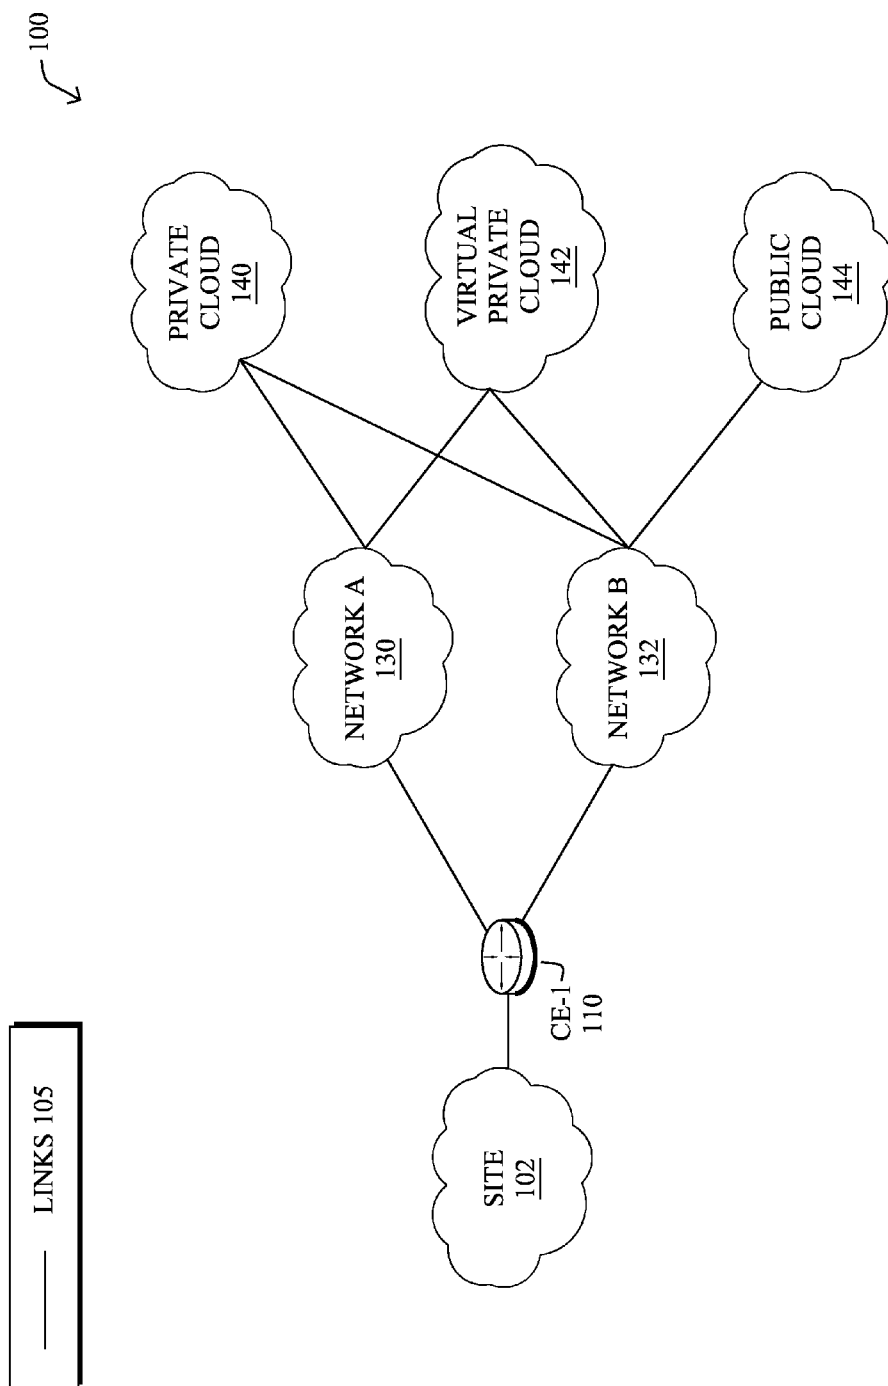 100
LINKS 105
PRIVATE
CLOUD
140
VIRTUAL
PRIVATE
CLOUD
142
PUBLIC
CLOUD
144
NETWORK A
130
NETWORK B
132
CE-1
110
SITE
102